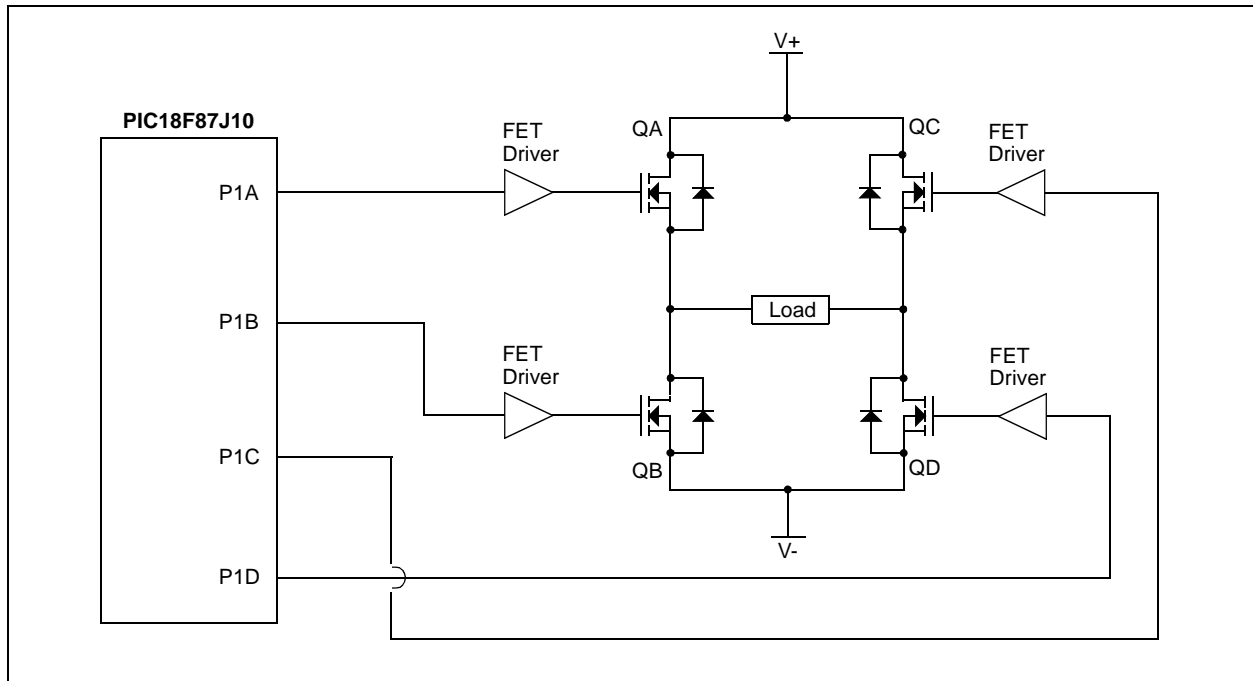 V+
PIC18F87J10
FET
Driver
QA
QC
FET
Driver
P1A
P1B
FET
Driver
Load
FET
Driver
P1C
QB
QD
V-
P1D